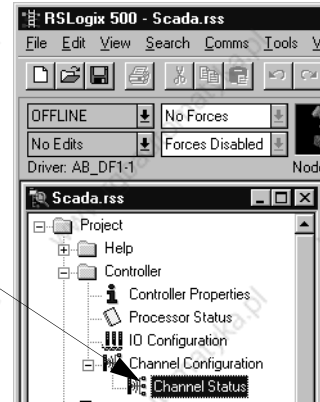 RSLogix 500 - Scada.rss
File Edit View Search Comms Tools
OFFLINE No Forces
No Edits Forces Disabled
Driver: AB_DF1-1 Node
Scada.rss
Project
Help
Controller
Controller Properties
Processor Status
IO Configuration
Channel Configuration
Channel Status